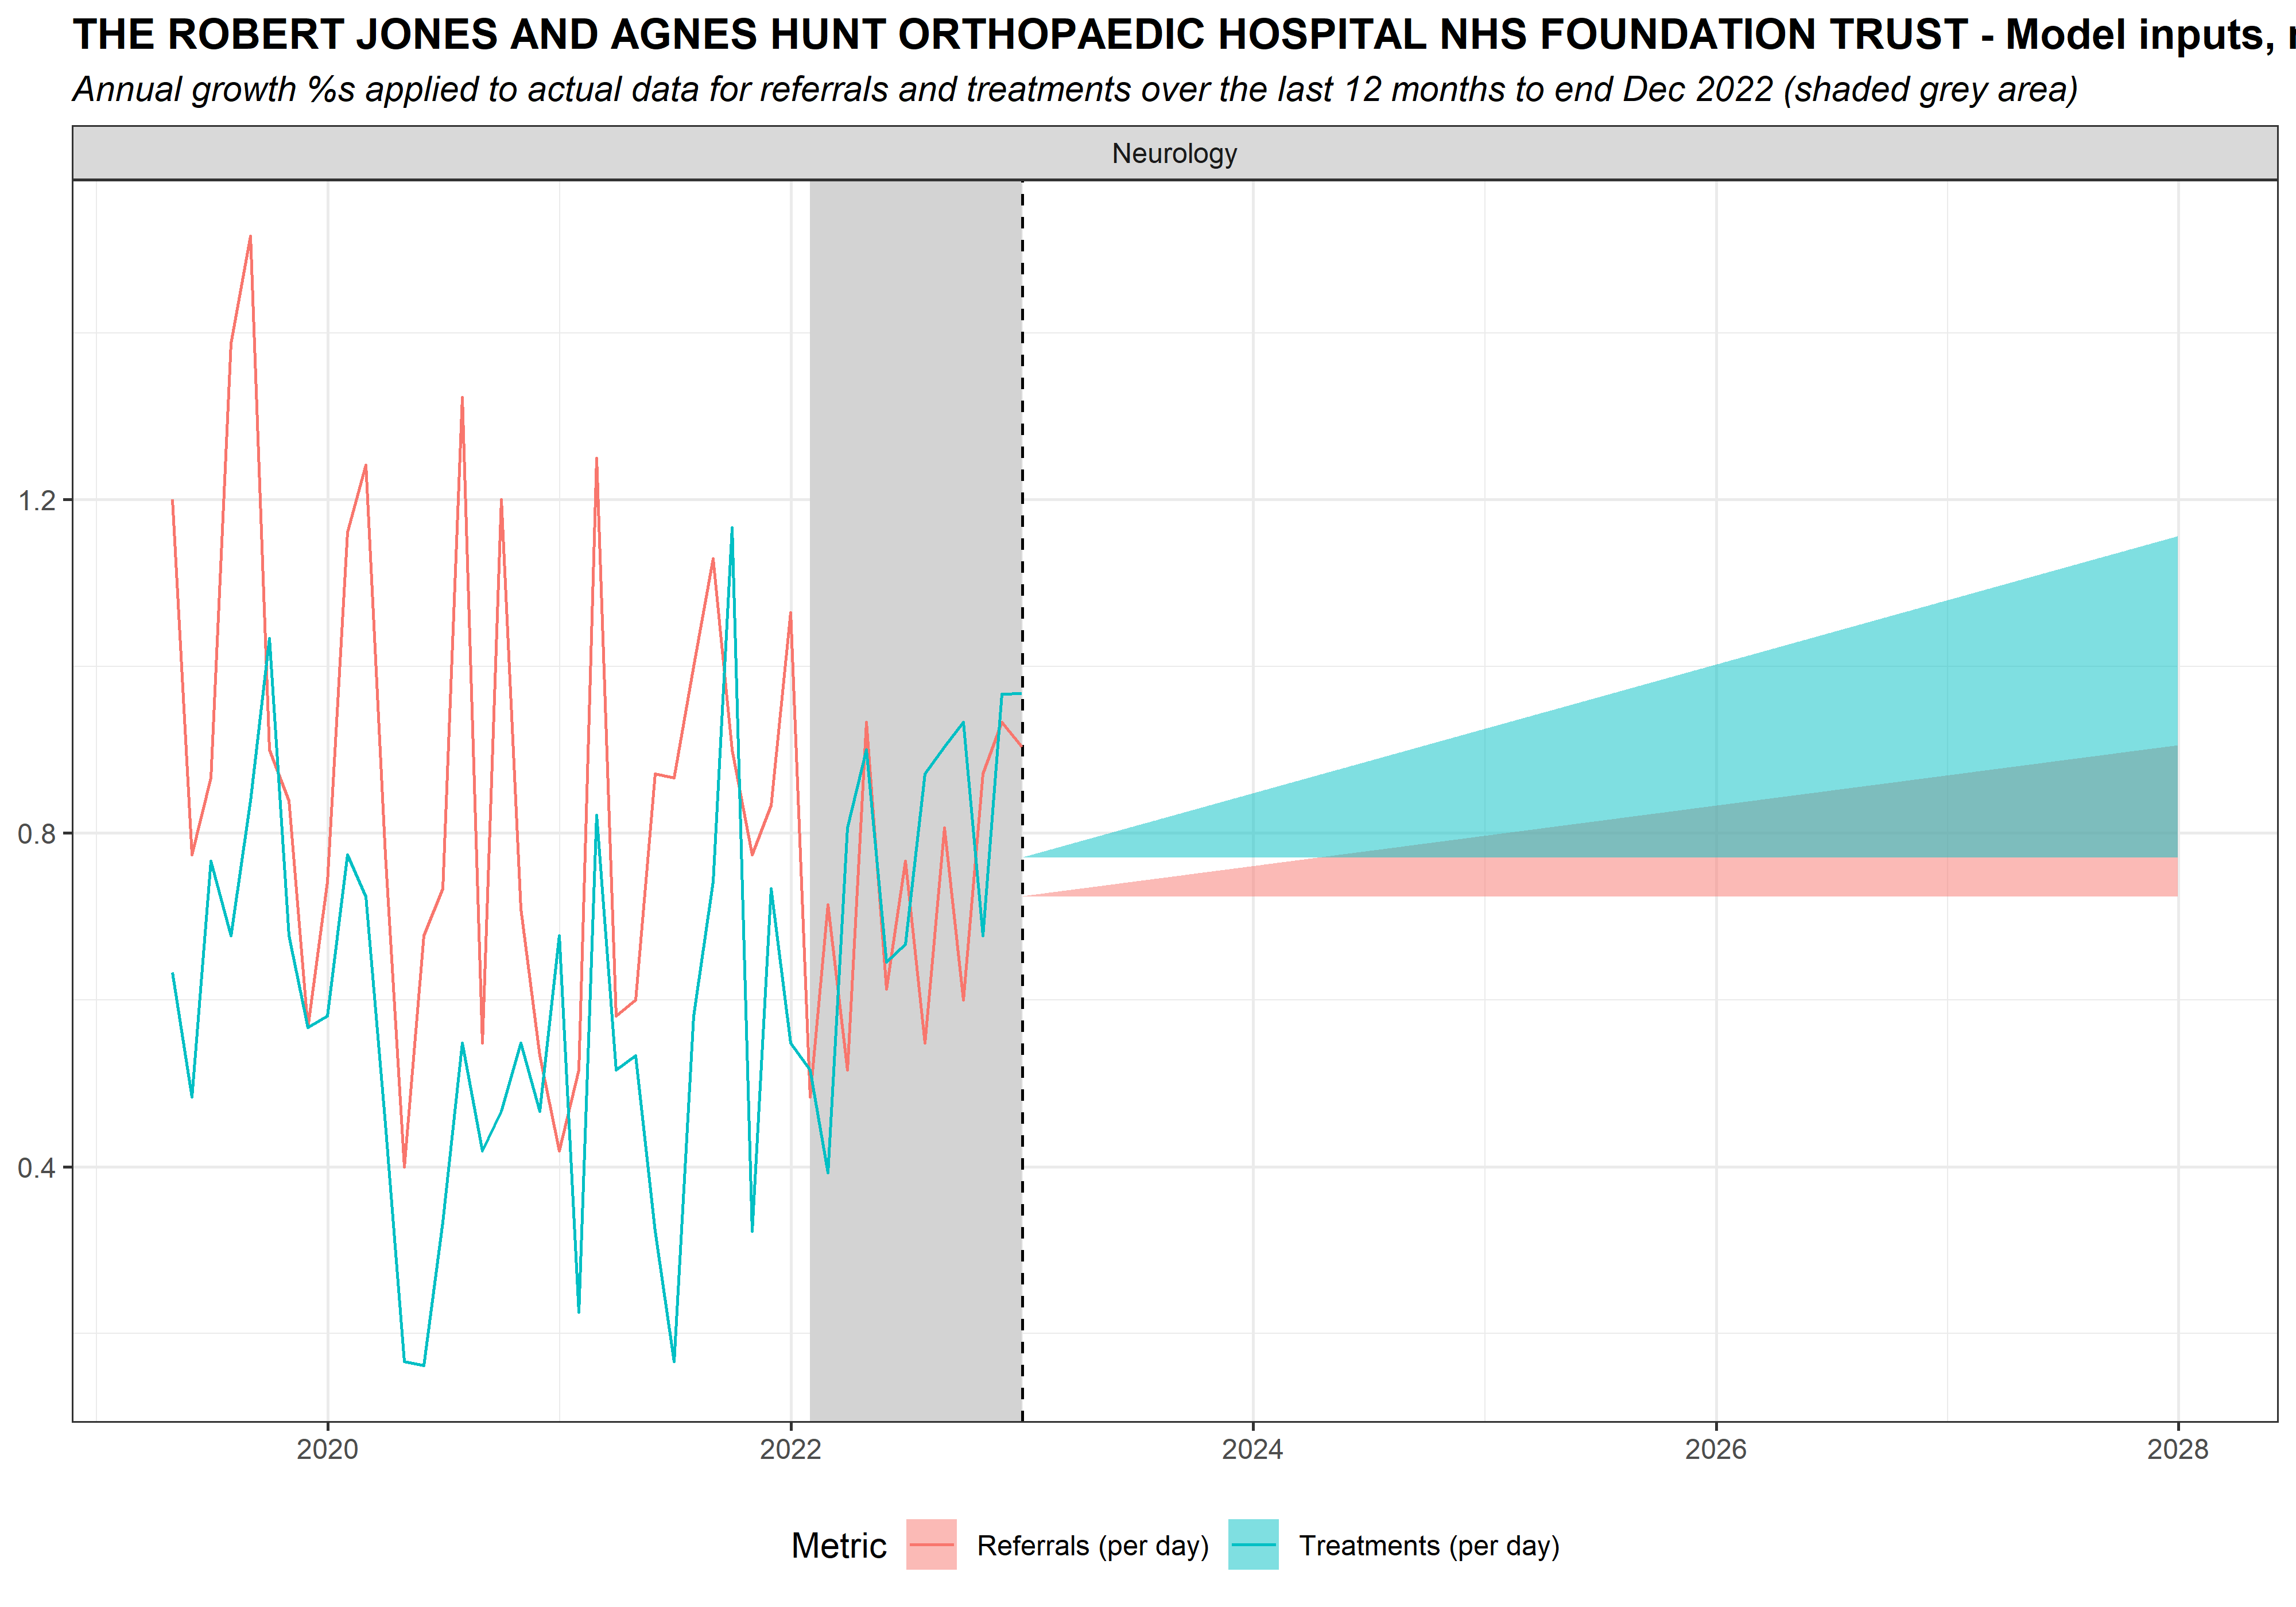 THE ROBERT JONES AND AGNES HUNT ORTHOPAEDIC HOSPITAL NHS FOUNDATION TRUST - Model inputs,
Annual growth %s applied to actual data for referrals and treatments over the last 12 months to end Dec 2022 (shaded grey area)
Neurology
1.2
0.8
0.4
2020 2022 2024 2026 2028
Metric Referrals (per day) Treatments (per day)